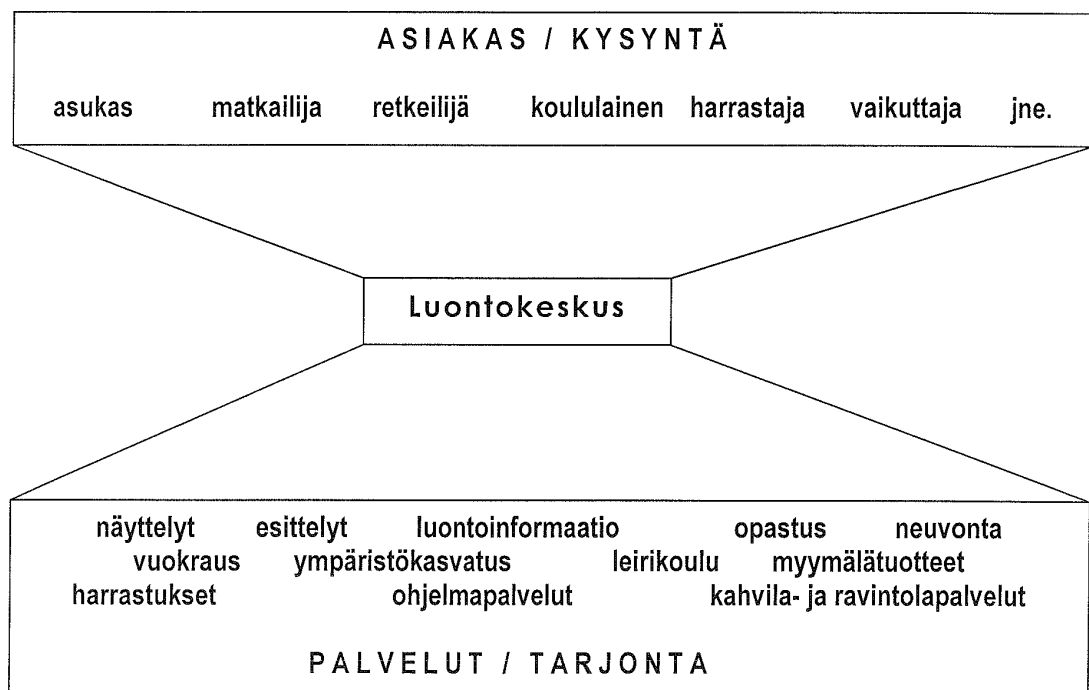 ASIAKAS / KYSYNTÄ
asukas matkailija retkeilijä koululainen harrastaja vaikuttaja jne.
Luontokeskus
näyttelyt esittelyt luontoinformaatio opastus neuvonta
vuokraus ympäristökasvatus leirikoulu myymälätuotteet
harrastukset ohjelmapalvelut kahvila- ja ravintolapalvelut
PALVELUT / TARJONTA